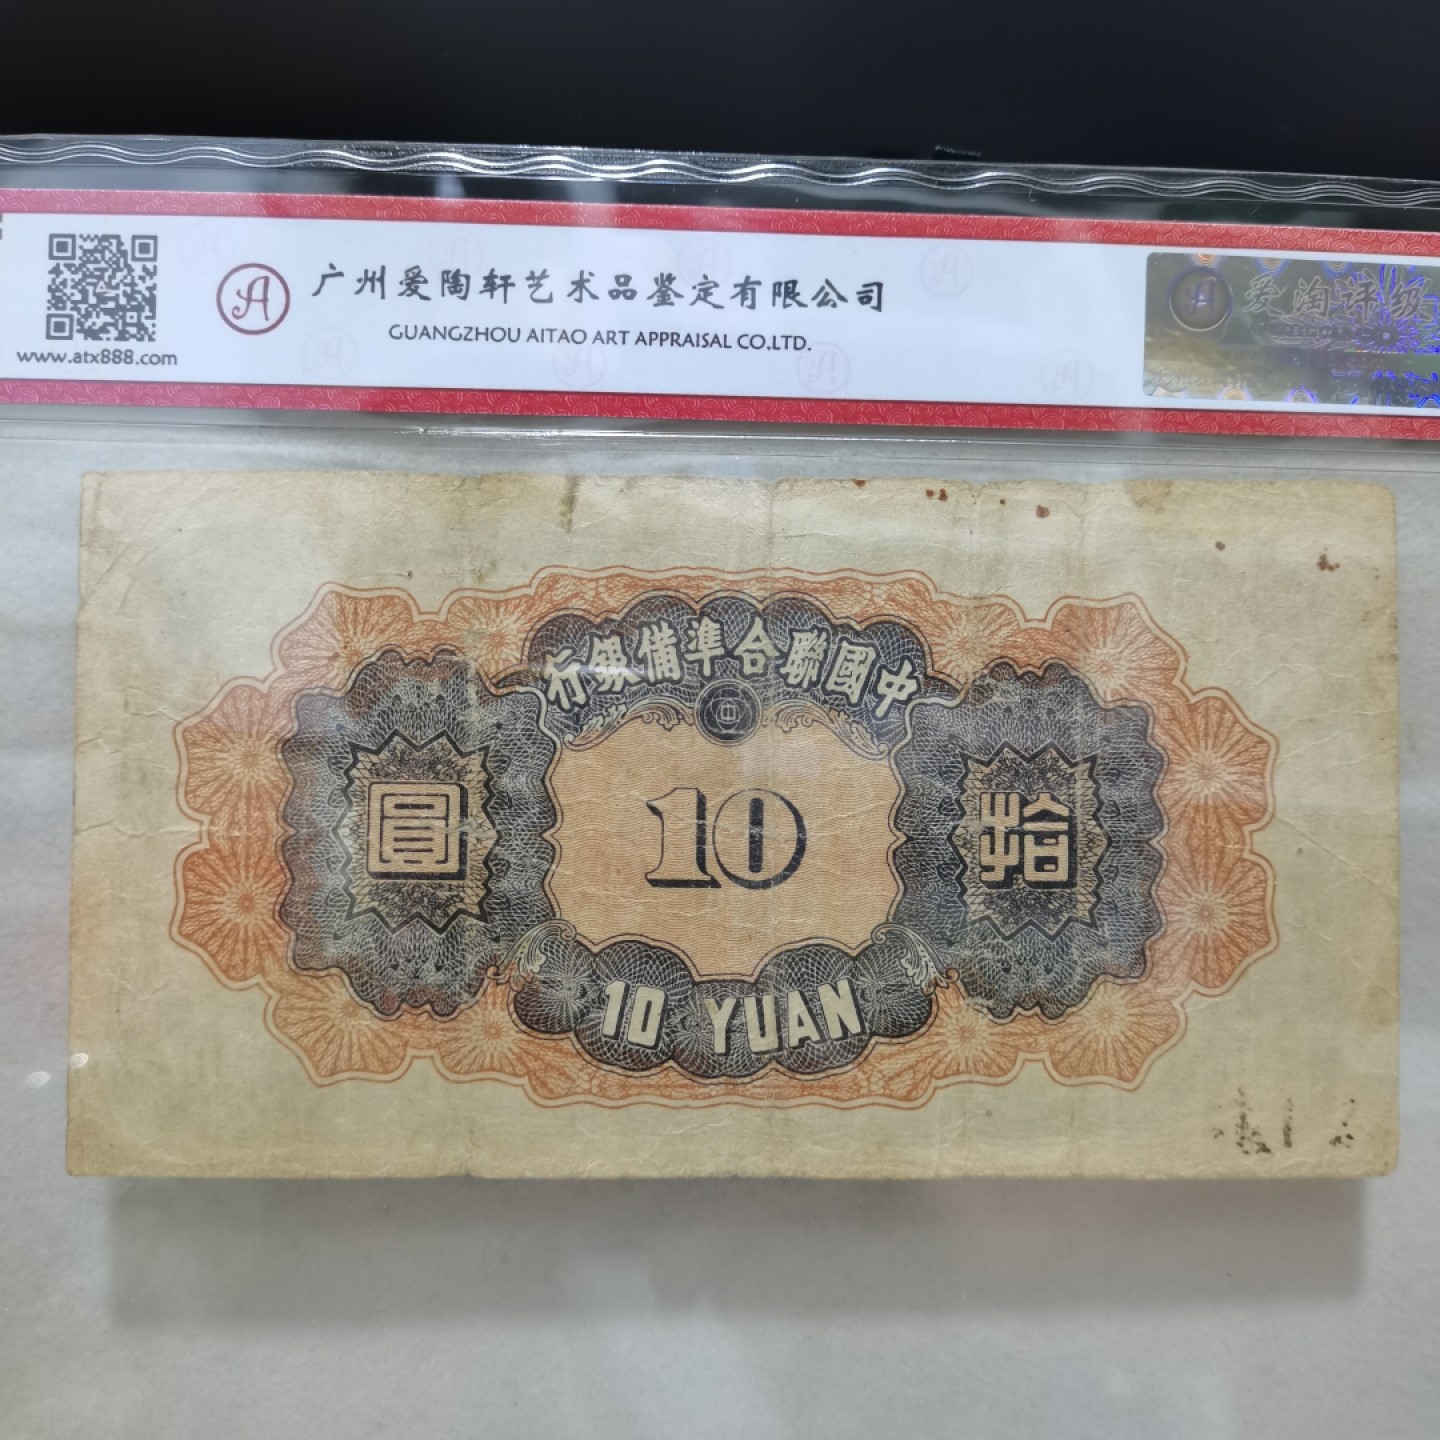 广州爱陶轩艺术品鉴定有限公司
GUANGZHOU AITAO ART APPRAISAL CO.LTD.
www.atx888.com
爱淘评级
行銀備準合聯國中
圓
10
拾
10 YUAN